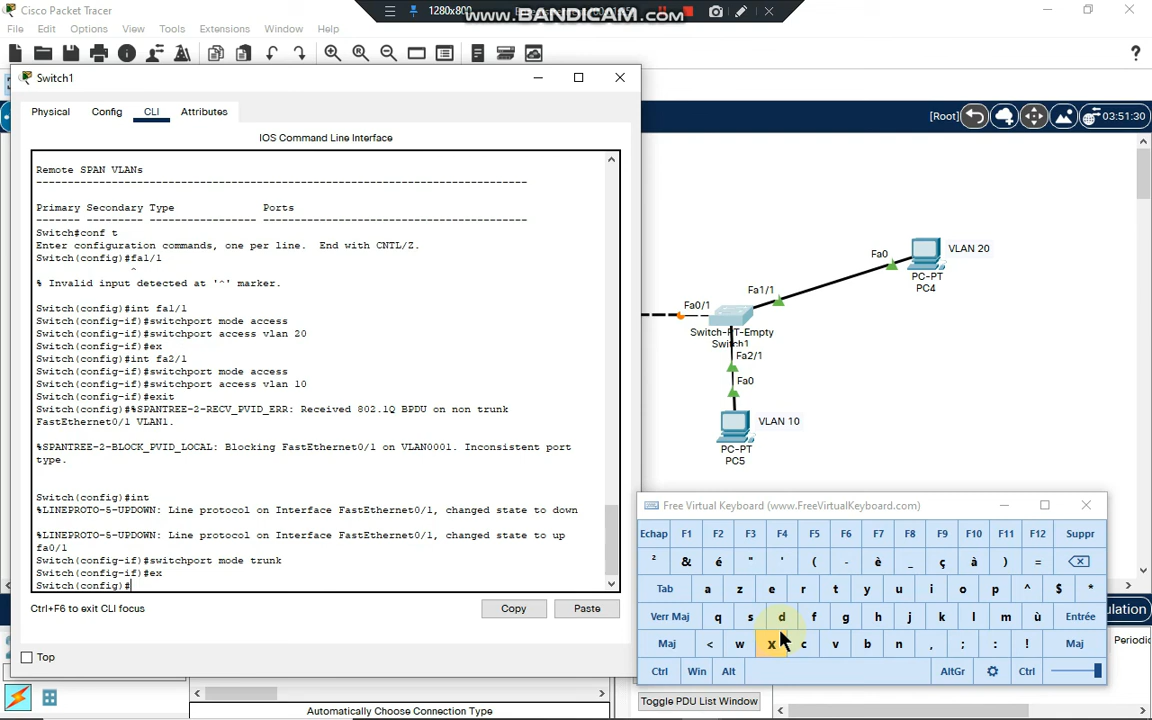 Cisco Packet Tracer
1280x800
www.BANDICAM.com
File Edit Options View Tools Extensions Window Help
Switch1
Physical Config CLI Attributes
IOS Command Line Interface
Remote SPAN VLANs
------------------------------------------------------------------------------
Primary Secondary Type Ports
------- --------- ----------------- ------------------------------------------
Switch#conf t
Enter configuration commands, one per line. End with CNTL/Z.
Switch(config)#fa1/1
^
% Invalid input detected at '^' marker.
Switch(config)#int fa1/1
Switch(config-if)#switchport mode access
Switch(config-if)#switchport access vlan 20
Switch(config-if)#ex
Switch(config)#int fa2/1
Switch(config-if)#switchport mode access
Switch(config-if)#switchport access vlan 10
Switch(config-if)#exit
Switch(config)#%SPANTREE-2-RECV_PVID_ERR: Received 802.1Q BPDU on non trunk
FastEthernet0/1 VLAN1.
%SPANTREE-2-BLOCK_PVID_LOCAL: Blocking FastEthernet0/1 on VLAN0001. Inconsistent port
type.
Switch(config)#int
%LINEPROTO-5-UPDOWN: Line protocol on Interface FastEthernet0/1, changed state to down
%LINEPROTO-5-UPDOWN: Line protocol on Interface FastEthernet0/1, changed state to up
fa0/1
Switch(config-if)#switchport mode trunk
Switch(config-if)#ex
Switch(config)#
Ctrl+F6 to exit CLI focus
Copy
Paste
Top
[Root]
03:51:30
Fa0
VLAN 20
PC-PT
PC4
Fa1/1
Fa0/1
Switch-PT-Empty
Switch1
Fa2/1
Fa0
VLAN 10
PC-PT
PC5
Free Virtual Keyboard (www.FreeVirtualKeyboard.com)
Echap F1 F2 F3 F4 F5 F6 F7 F8 F9 F10 F11 F12 Suppr
² & é " ' ( - è _ ç à ) =
Tab a z e r t y u i o p ^ $ *
Verr Maj q s d f g h j k l m ù Entrée
Maj < w x c v b n , ; : ! Maj
Ctrl Win Alt AltGr Ctrl
Periodic
Toggle PDU List Window
Automatically Choose Connection Type